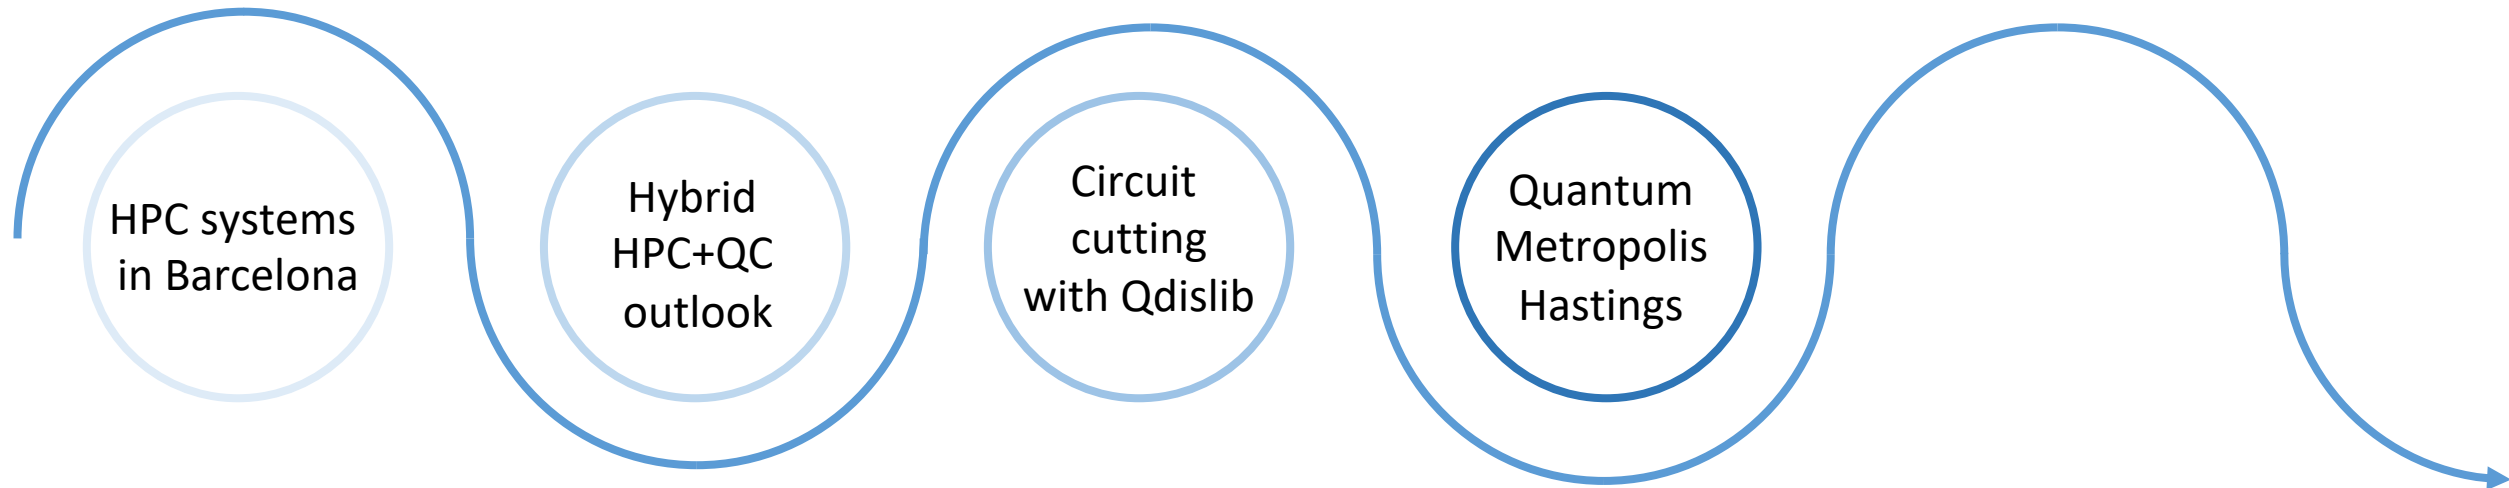 HPC systems
in Barcelona
Hybrid
HPC+QC
outlook
Circuit
cutting
with Qdislib
Quantum
Metropolis
Hastings